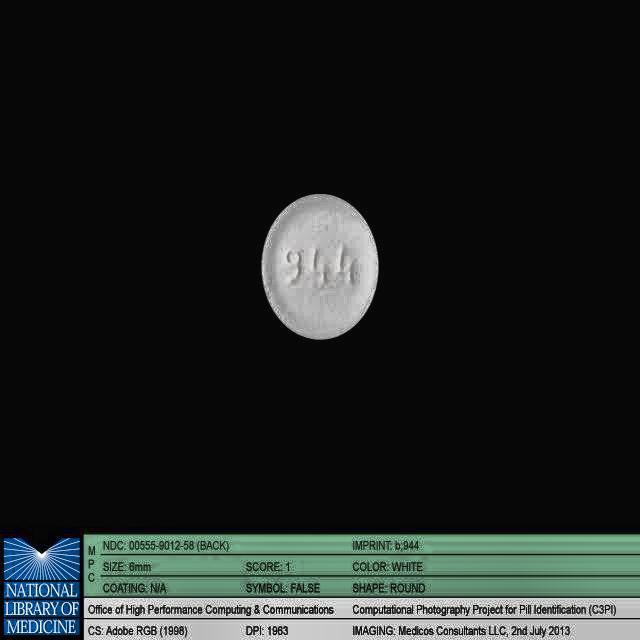 944
NDC: 00555-9012-58 (BACK) IMPRINT: b;944
M P C
SIZE: 6mm SCORE: 1 COLOR: WHITE
COATING: N/A SYMBOL: FALSE SHAPE: ROUND
NATIONAL LIBRARY OF MEDICINE
Office of High Performance Computing & Communications Computational Photography Project for Pill Identification (C3PI)
CS: Adobe RGB (1998) DPI: 1963 IMAGING: Medicos Consultants LLC, 2nd July 2013